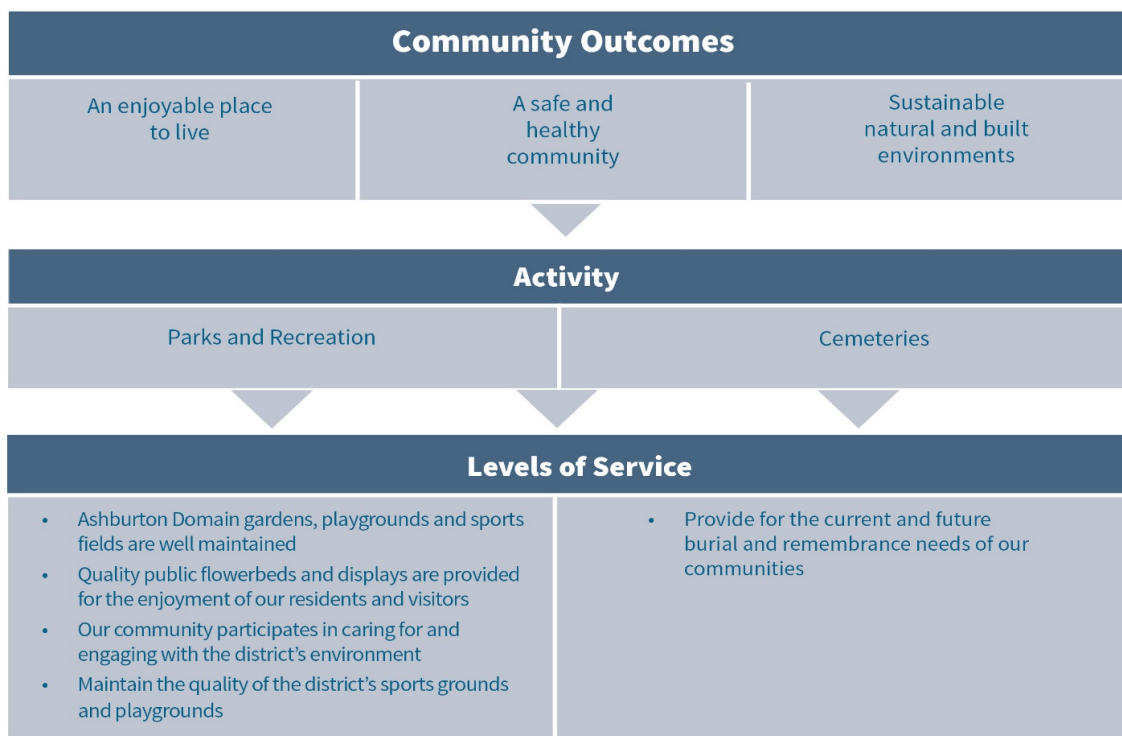 Community Outcomes
An enjoyable place
to live
A safe and
healthy
community
Sustainable
natural and built
environments
Activity
Parks and Recreation
Cemeteries
Levels of Service
• Ashburton Domain gardens, playgrounds and sports
fields are well maintained
• Quality public flowerbeds and displays are provided
for the enjoyment of our residents and visitors
• Our community participates in caring for and
engaging with the district’s environment
• Maintain the quality of the district’s sports grounds
and playgrounds
• Provide for the current and future
burial and remembrance needs of our
communities